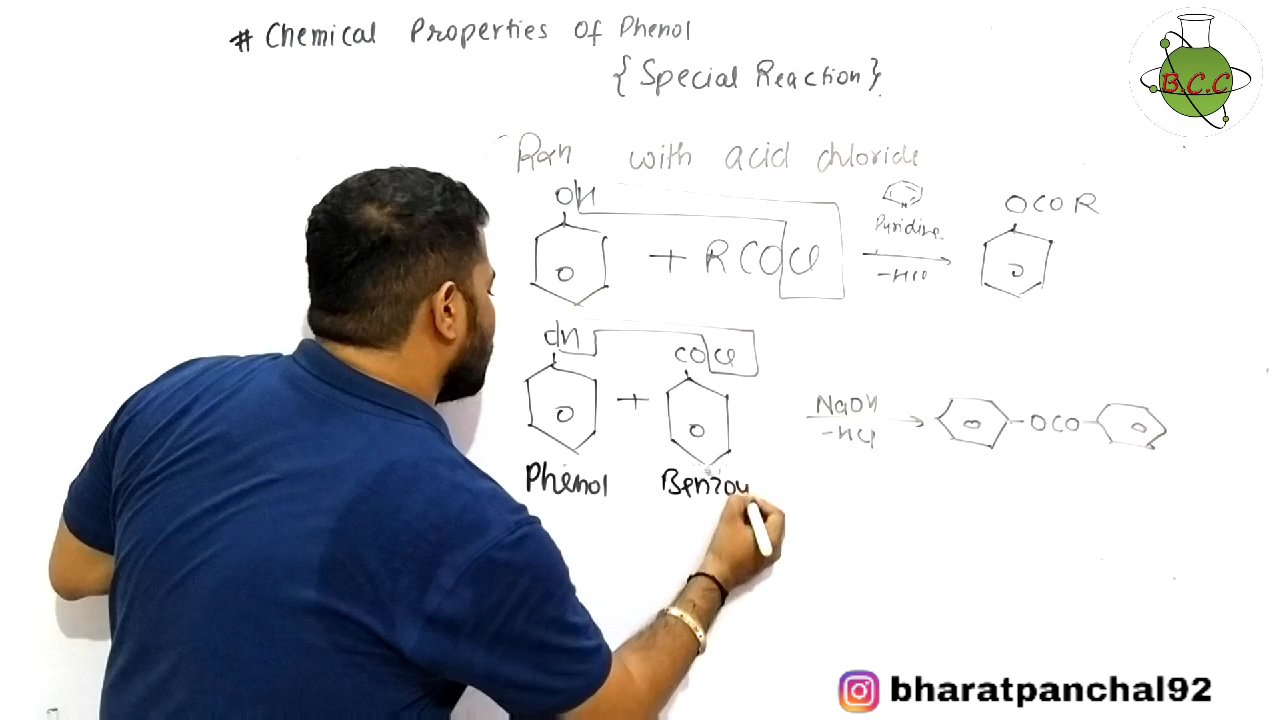 # Chemical Properties Of Phenol
{Special Reaction}
B.C.C
Rxn with acid chloride
OH
+ RCOCl
Pyridine
-HCl
OCOR
OH
+
COCl
NaOH
-HCl
OCO
Phenol
Benzoy
bharatpanchal92